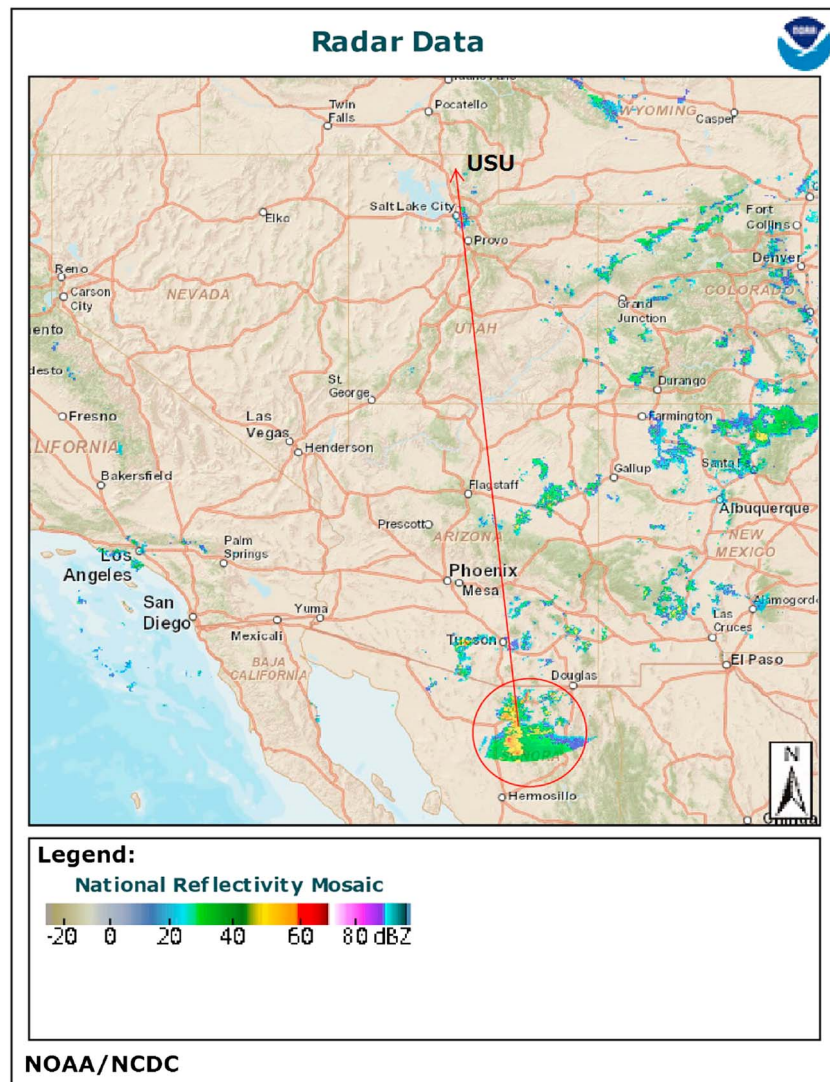 Radar Data
NOAA
Pocatello
Twin
Falls
WYOMING
Casper
USU
Salt Lake City
Elko
Provo
Fort
Collins
Reno
Carson
City
NEVADA
Denver
COLORADO
Grand
Junction
UTAH
St.
George
Durango
Fresno
Las
Vegas
Henderson
Farmington
Bakersfield
Flagstaff
Gallup
Santa Fe
Albuquerque
Prescott
ARIZONA
NEW
MEXICO
Los
Angeles
Palm
Springs
Phoenix
Mesa
Alamogordo
San
Diego
Yuma
Mexicali
Tucson
Las
Cruces
El Paso
BAJA
CALIFORNIA
Douglas
Hermosillo
N
Legend:
National Reflectivity Mosaic
-20 0 20 40 60 80 dBZ
NOAA/NCDC